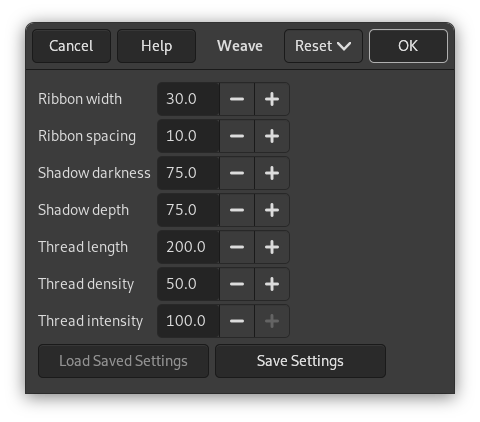 Cancel Help Weave Reset OK
Ribbon width 30.0
Ribbon spacing 10.0
Shadow darkness 75.0
Shadow depth 75.0
Thread length 200.0
Thread density 50.0
Thread intensity 100.0
Load Saved Settings Save Settings